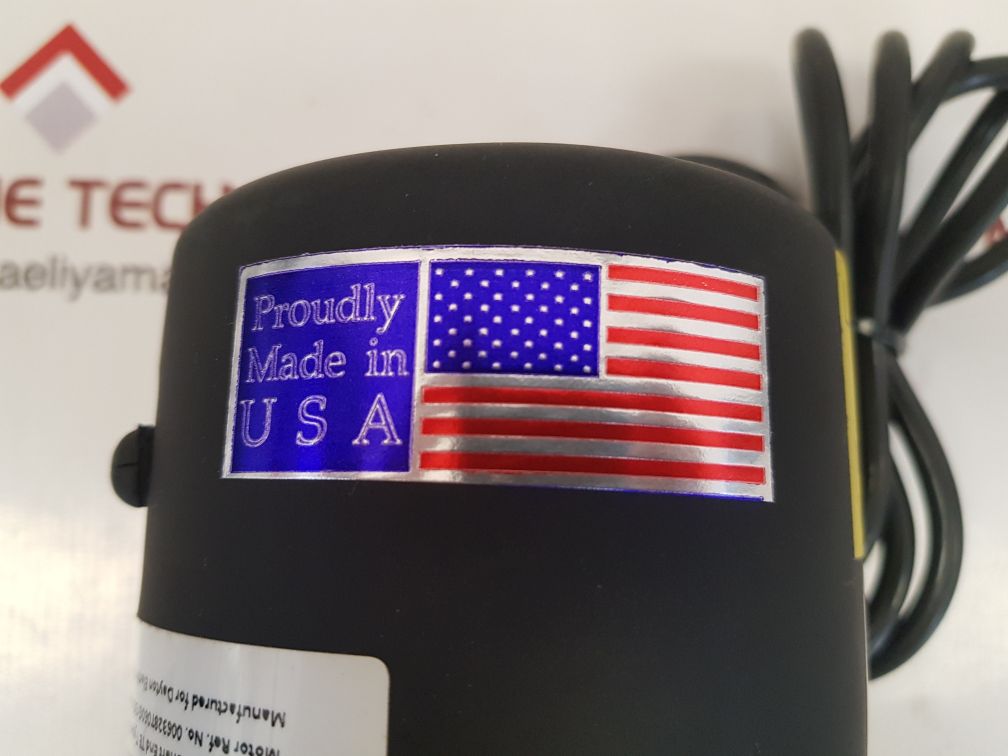 Proudly
Made in
USA
TECH
aeliyama
Manufactured for Dayton
Motor Ref. No.